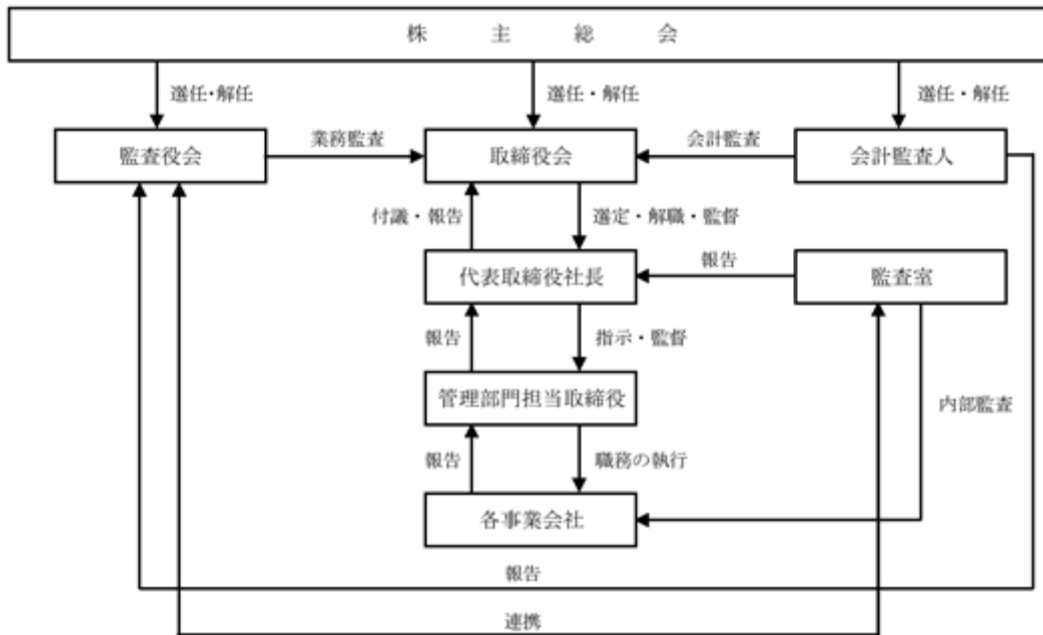 株主総会
選任・解任
選任・解任
選任・解任
監査役会
業務監査
取締役会
会計監査
会計監査人
付議・報告
選定・解職・監督
代表取締役社長
報告
監査室
報告
指示・監督
管理部門担当取締役
内部監査
報告
職務の執行
各事業会社
報告
連携